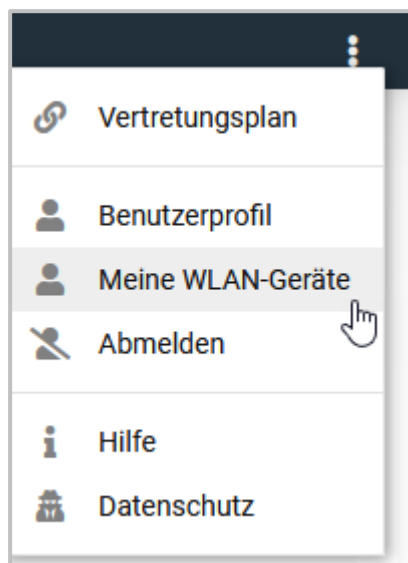 Vertretungsplan
Benutzerprofil
Meine WLAN-Geräte
Abmelden
Hilfe
Datenschutz